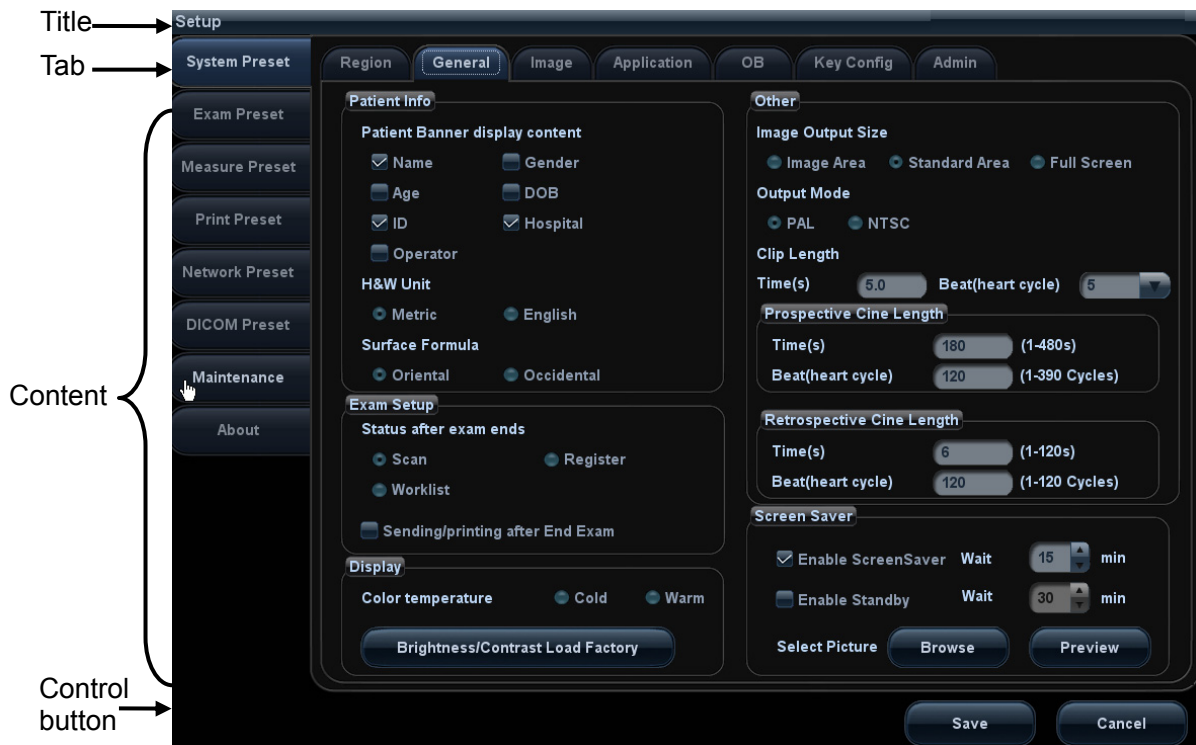 Title
Setup
Tab
System Preset
Exam Preset
Measure Preset
Print Preset
Network Preset
DICOM Preset
Maintenance
About
Content
Control
button
Region General Image Application OB Key Config Admin
Patient Info
Patient Banner display content
Name Gender
Age DOB
ID Hospital
Operator
H&W Unit
Metric English
Surface Formula
Oriental Occidental
Exam Setup
Status after exam ends
Scan Register
Worklist
Sending/printing after End Exam
Display
Color temperature Cold Warm
Brightness/Contrast Load Factory
Other
Image Output Size
Image Area Standard Area Full Screen
Output Mode
PAL NTSC
Clip Length
Time(s) 5.0 Beat(heart cycle) 5
Prospective Cine Length
Time(s) 180 (1-480s)
Beat(heart cycle) 120 (1-390 Cycles)
Retrospective Cine Length
Time(s) 6 (1-120s)
Beat(heart cycle) 120 (1-120 Cycles)
Screen Saver
Enable ScreenSaver Wait 15 min
Enable Standby Wait 30 min
Select Picture Browse Preview
Save Cancel